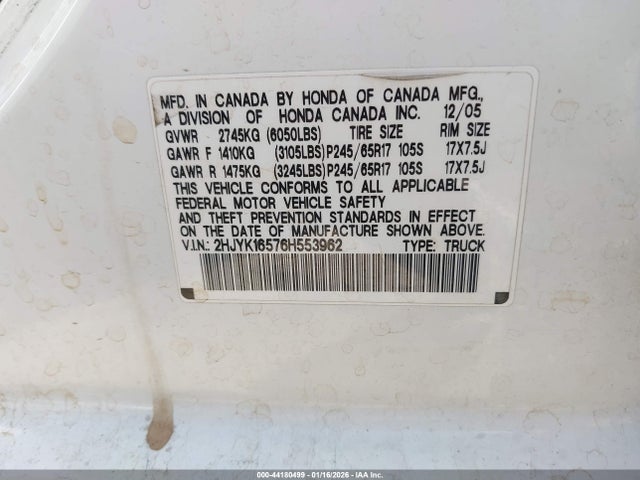 MFD. IN CANADA BY HONDA OF CANADA MFG.,
A DIVISION OF HONDA CANADA INC. 12/05
GVWR 2745KG (6050LBS) TIRE SIZE RIM SIZE
GAWR F 1410KG (3105LBS)P245/65R17 105S 17X7.5J
GAWR R 1475KG (3245LBS)P245/65R17 105S 17X7.5J
THIS VEHICLE CONFORMS TO ALL APPLICABLE
FEDERAL MOTOR VEHICLE SAFETY
AND THEFT PREVENTION STANDARDS IN EFFECT
ON THE DATE OF MANUFACTURE SHOWN ABOVE.
V.I.N.: 2HJYK16576H553962 TYPE: TRUCK
000-44180499 - 01/16/2026 - IAA Inc.